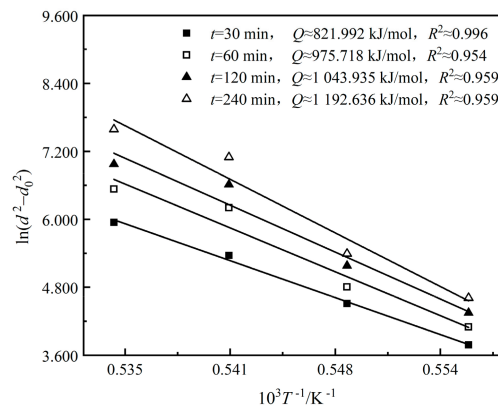 9.600
8.400
7.200
6.000
4.800
3.600
ln(d²−d₀²)
t=30 min, Q≈821.992 kJ/mol, R²≈0.996
t=60 min, Q≈975.718 kJ/mol, R²≈0.954
t=120 min, Q≈1 043.935 kJ/mol, R²≈0.959
t=240 min, Q≈1 192.636 kJ/mol, R²≈0.959
0.535 0.541 0.548 0.554
10³T⁻¹/K⁻¹